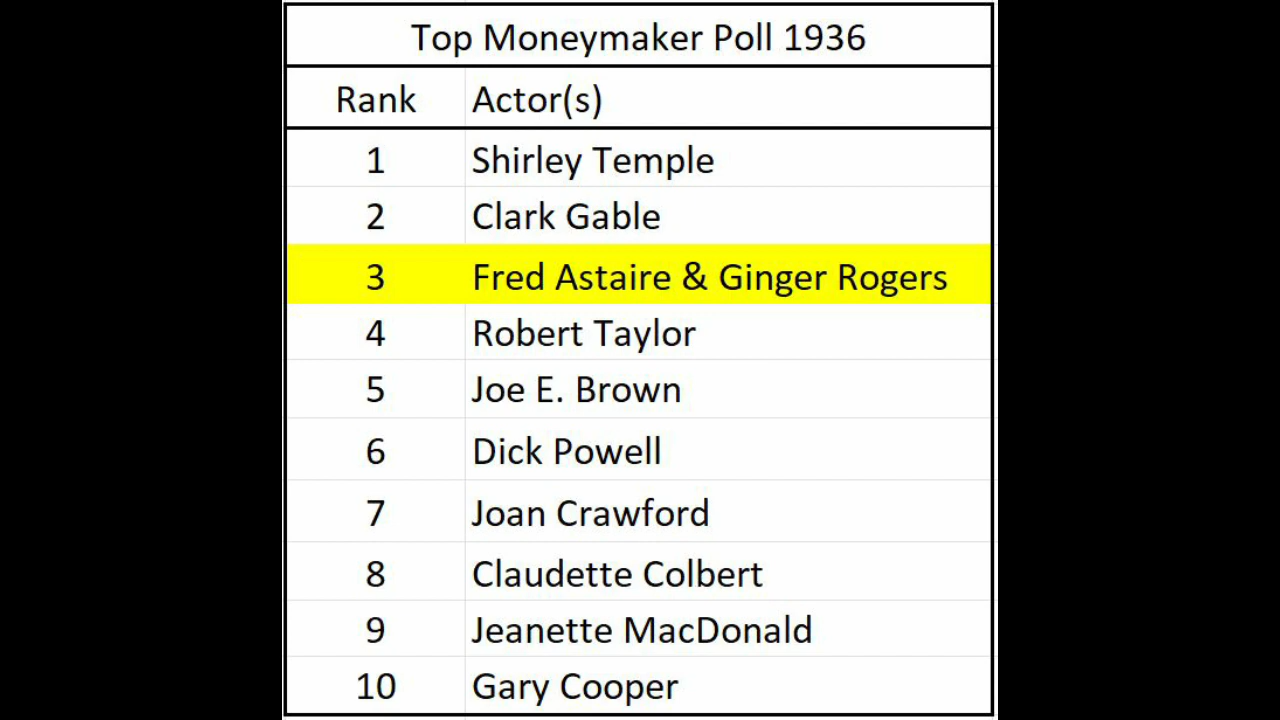 Top Moneymaker Poll 1936
Rank Actor(s)
1 Shirley Temple
2 Clark Gable
3 Fred Astaire & Ginger Rogers
4 Robert Taylor
5 Joe E. Brown
6 Dick Powell
7 Joan Crawford
8 Claudette Colbert
9 Jeanette MacDonald
10 Gary Cooper